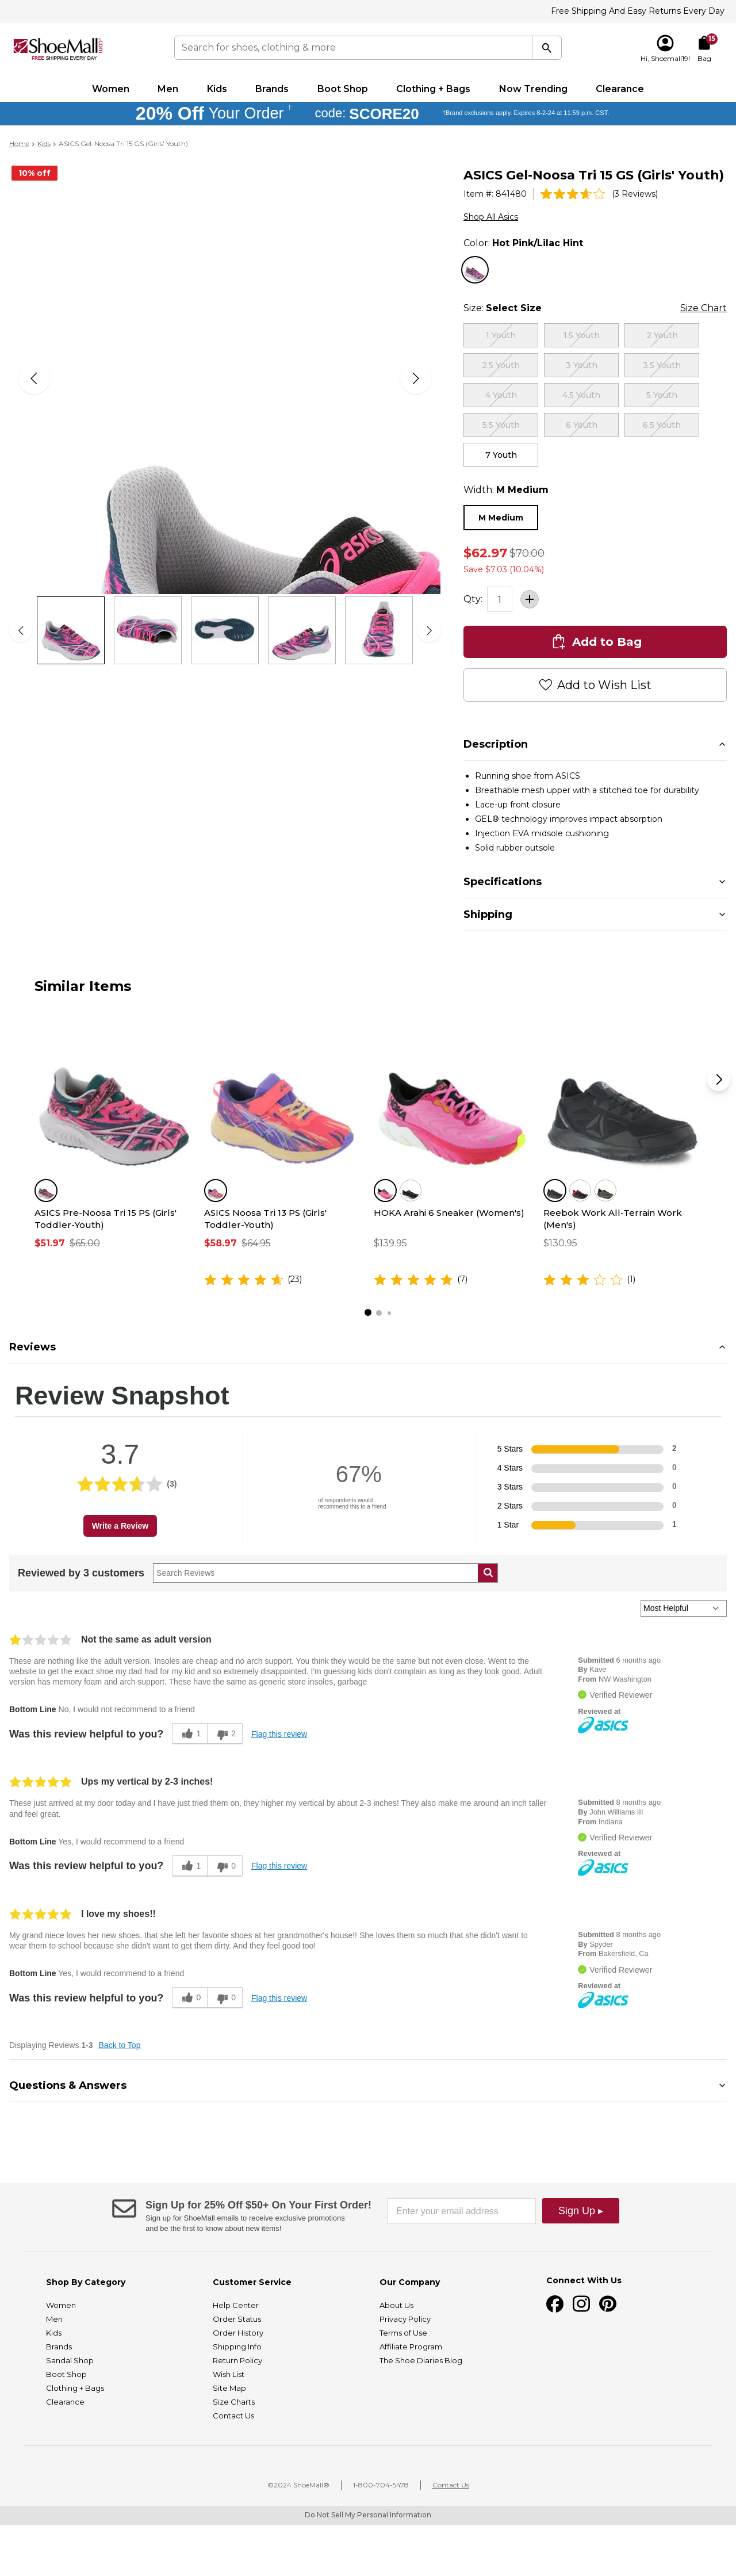 Free Shipping And Easy Returns Every Day
ShoeMall
FREE SHIPPING EVERY DAY
Search for shoes, clothing & more
Hi, Shoemall19!
15
Bag
Women Men Kids Brands Boot Shop Clothing + Bags Now Trending Clearance
20% Off Your Order † code: SCORE20 †Brand exclusions apply. Expires 8-2-24 at 11:59 p.m. CST.
Home > Kids > ASICS Gel-Noosa Tri 15 GS (Girls' Youth)
10% off
ASICS Gel-Noosa Tri 15 GS (Girls' Youth)
Item #: 841480 (3 Reviews)
Shop All Asics
Color: Hot Pink/Lilac Hint
Size: Select Size Size Chart
1 Youth 1.5 Youth 2 Youth
2.5 Youth 3 Youth 3.5 Youth
4 Youth 4.5 Youth 5 Youth
5.5 Youth 6 Youth 6.5 Youth
7 Youth
Width: M Medium
M Medium
$62.97 $70.00
Save $7.03 (10.04%)
Qty: 1
Add to Bag
Add to Wish List
asics
Description
Running shoe from ASICS
Breathable mesh upper with a stitched toe for durability
Lace-up front closure
GEL® technology improves impact absorption
Injection EVA midsole cushioning
Solid rubber outsole
Specifications
Shipping
Similar Items
ASICS Pre-Noosa Tri 15 PS (Girls' Toddler-Youth)
$51.97 $65.00
ASICS Noosa Tri 13 PS (Girls' Toddler-Youth)
$58.97 $64.95
(23)
HOKA Arahi 6 Sneaker (Women's)
$139.95
(7)
Reebok Work All-Terrain Work (Men's)
$130.95
(1)
Reviews
Review Snapshot
3.7
(3)
Write a Review
67%
of respondents would
recommend this to a friend
5 Stars 2
4 Stars 0
3 Stars 0
2 Stars 0
1 Star 1
Reviewed by 3 customers Search Reviews
Most Helpful
Not the same as adult version
These are nothing like the adult version. Insoles are cheap and no arch support. You think they would be the same but not even close. Went to the
website to get the exact shoe my dad had for my kid and so extremely disappointed. I'm guessing kids don't complain as long as they look good. Adult
version has memory foam and arch support. These have the same as generic store insoles, garbage
Bottom Line No, I would not recommend to a friend
Was this review helpful to you? 1 2 Flag this review
Submitted 6 months ago
By Kave
From NW Washington
Verified Reviewer
Reviewed at
asics
Ups my vertical by 2-3 inches!
These just arrived at my door today and I have just tried them on, they higher my vertical by about 2-3 inches! They also make me around an inch taller
and feel great.
Bottom Line Yes, I would recommend to a friend
Was this review helpful to you? 1 0 Flag this review
Submitted 8 months ago
By John Williams III
From Indiana
Verified Reviewer
Reviewed at
asics
I love my shoes!!
My grand niece loves her new shoes, that she left her favorite shoes at her grandmother's house!! She loves them so much that she didn't want to
wear them to school because she didn't want to get them dirty. And they feel good too!
Bottom Line Yes, I would recommend to a friend
Was this review helpful to you? 0 0 Flag this review
Submitted 8 months ago
By Spyder
From Bakersfield, Ca
Verified Reviewer
Reviewed at
asics
Displaying Reviews 1-3 Back to Top
Questions & Answers
Sign Up for 25% Off $50+ On Your First Order!
Sign up for ShoeMall emails to receive exclusive promotions
and be the first to know about new items!
Enter your email address
Sign Up ▸
Shop By Category
Women
Men
Kids
Brands
Sandal Shop
Boot Shop
Clothing + Bags
Clearance
Customer Service
Help Center
Order Status
Order History
Shipping Info
Return Policy
Wish List
Site Map
Size Charts
Contact Us
Our Company
About Us
Privacy Policy
Terms of Use
Affiliate Program
The Shoe Diaries Blog
Connect With Us
©2024 ShoeMall® 1-800-704-5478 Contact Us
Do Not Sell My Personal Information